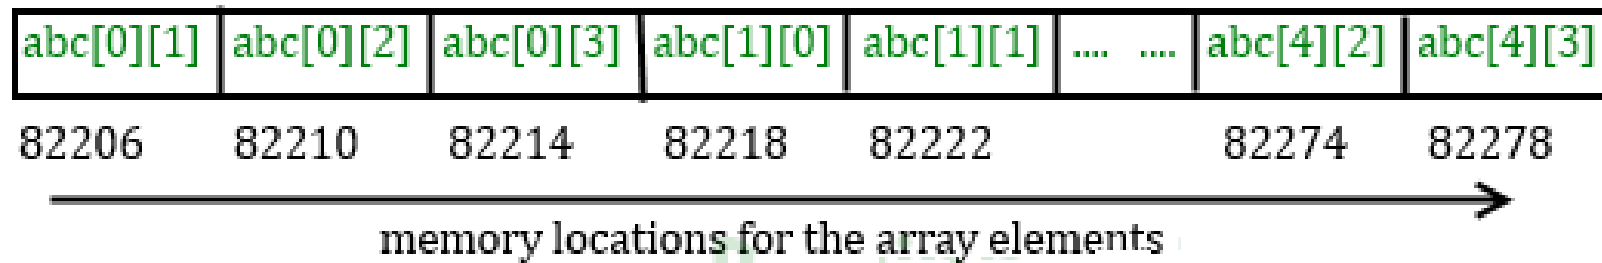 abc[0][1] abc[0][2] abc[0][3] abc[1][0] abc[1][1] .... .... abc[4][2] abc[4][3]
82206 82210 82214 82218 82222 82274 82278
memory locations for the array elements